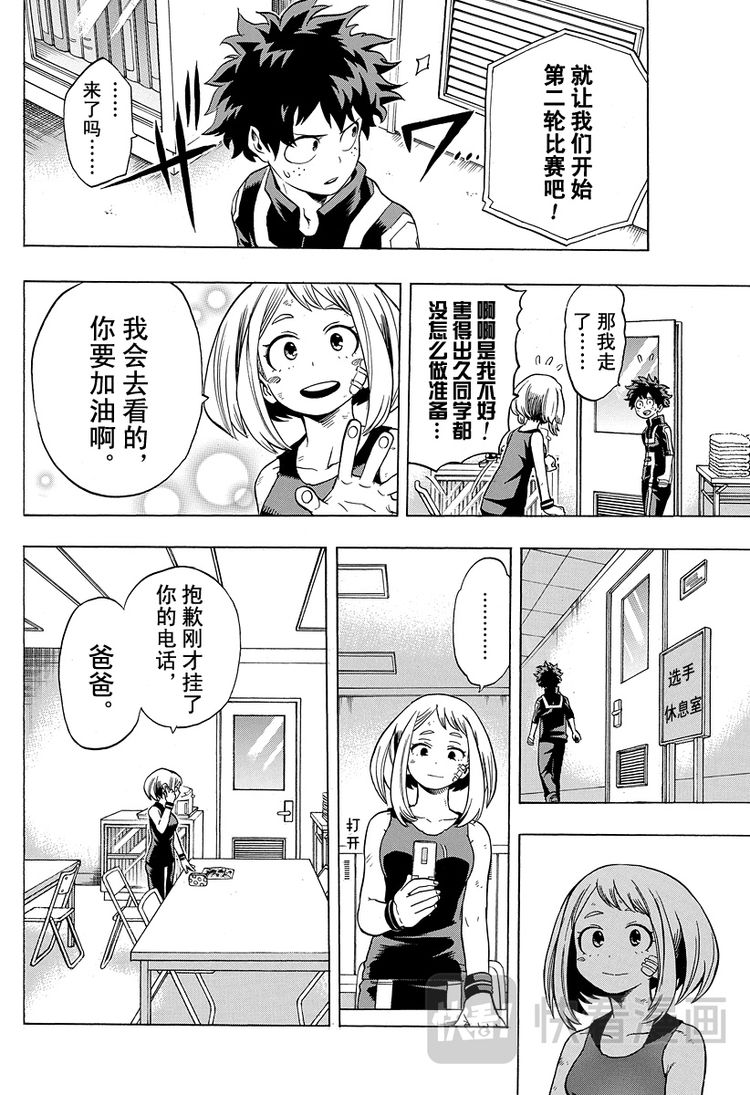 就让我们开始
第二轮比赛吧！
……
来了吗……
那我走
了……
啊啊是我不好！
害得出久同学都
没怎么做准备…
我会去看的，
你要加油啊。
选手
休息室
……
打开
抱歉刚才挂了
你的电话，
爸爸。
快看！
快看漫画